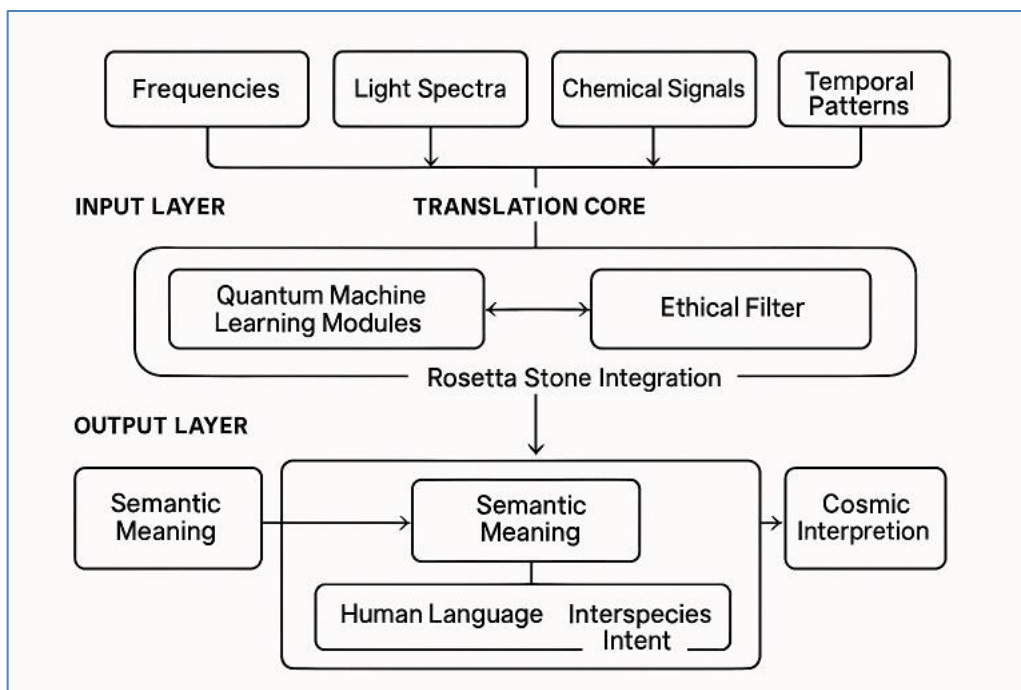 Frequencies
Light Spectra
Chemical Signals
Temporal
Patterns
INPUT LAYER
TRANSLATION CORE
Quantum Machine
Learning Modules
Ethical Filter
Rosetta Stone Integration
OUTPUT LAYER
Semantic
Meaning
Semantic
Meaning
Cosmic
Interpretion
Human Language
Interspecies
Intent